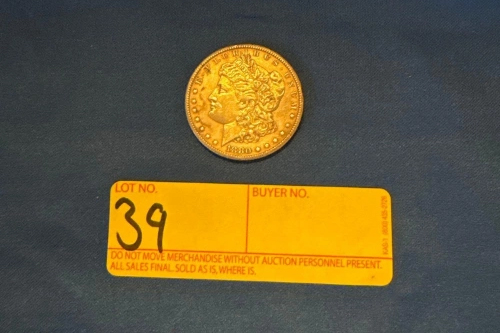 1880
LOT NO. BUYER NO.
39
DO NOT MOVE MERCHANDISE WITHOUT AUCTION PERSONNEL PRESENT.
ALL SALES FINAL. SOLD AS IS, WHERE IS.